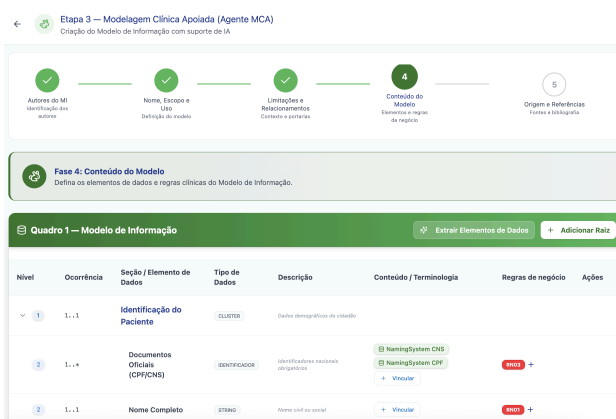 Etapa 3 — Modelagem Clínica Apoiada (Agente MCA)
Criação do Modelo de Informação com suporte de IA
4
5
Autores do MI
Identificação dos
autores
Nome, Escopo e
Uso
Definição do modelo
Limitações e
Relacionamentos
Contexto e portarias
Conteúdo do
Modelo
Elementos e regras
de negócio
Origem e Referências
Fontes e bibliografia
Fase 4: Conteúdo do Modelo
Defina os elementos de dados e regras clínicas do Modelo de Informação.
Quadro 1 — Modelo de Informação
Extrair Elementos de Dados
+ Adicionar Raiz
Nível
Ocorrência
Seção / Elemento de
Dados
Tipo de
Dados
Descrição
Conteúdo / Terminologia
Regras de negócio
Ações
1
1..1
Identificação do
Paciente
CLUSTER
Dados demográficos do cidadão
2
1..*
Documentos
Oficiais
(CPF/CNS)
IDENTIFICADOR
Identificadores nacionais
obrigatórios
NamingSystem CNS
NamingSystem CPF
+ Vincular
RN03 +
2
1..1
Nome Completo
STRING
Nome civil ou social
+ Vincular
RN01 +